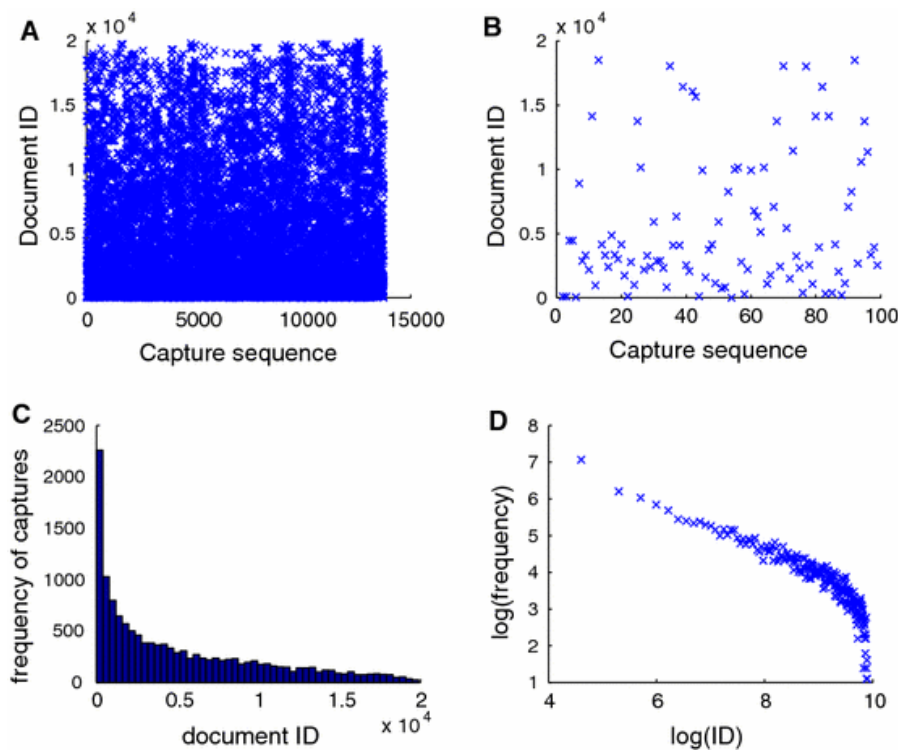 A
x 10^4
2
1.5
1
0.5
0
Document ID
0 5000 10000 15000
Capture sequence
B
x 10^4
2
1.5
1
0.5
0
Document ID
0 20 40 60 80 100
Capture sequence
C
2500
2000
1500
1000
500
0
frequency of captures
0 0.5 1 1.5 2
x 10^4
document ID
D
8
7
6
5
4
3
2
1
log(frequency)
4 6 8 10
log(ID)